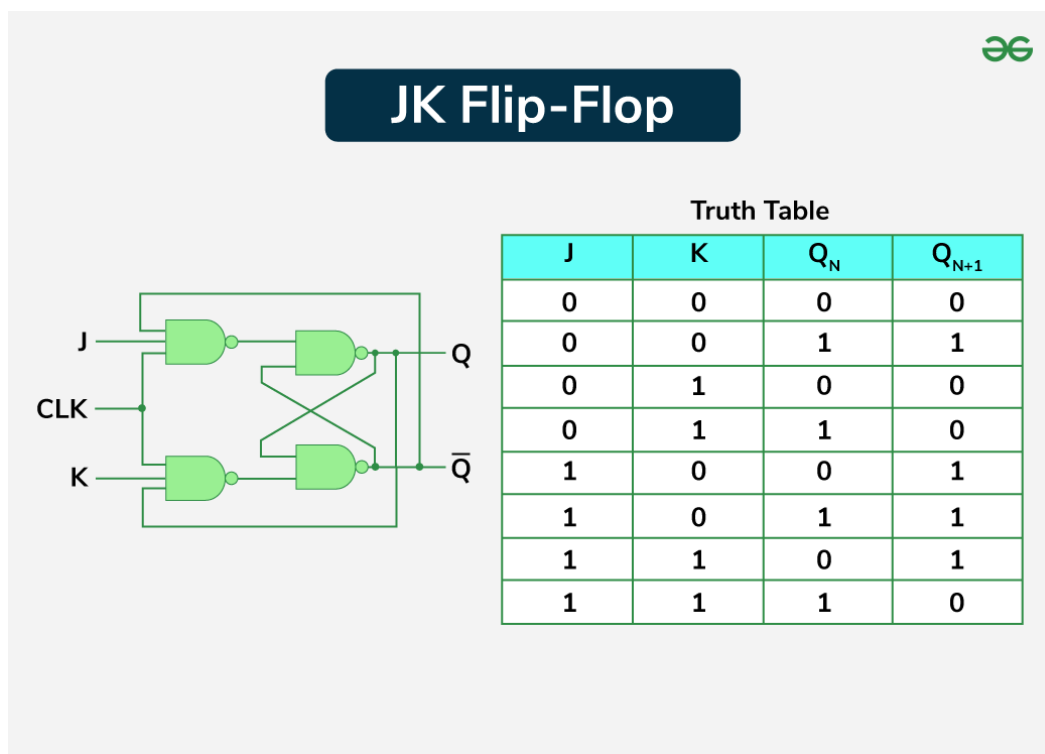 JK Flip-Flop
J
CLK
K
Q
Q̅
Truth Table
J K Q_N Q_N+1
0 0 0 0
0 0 1 1
0 1 0 0
0 1 1 0
1 0 0 1
1 0 1 1
1 1 0 1
1 1 1 0